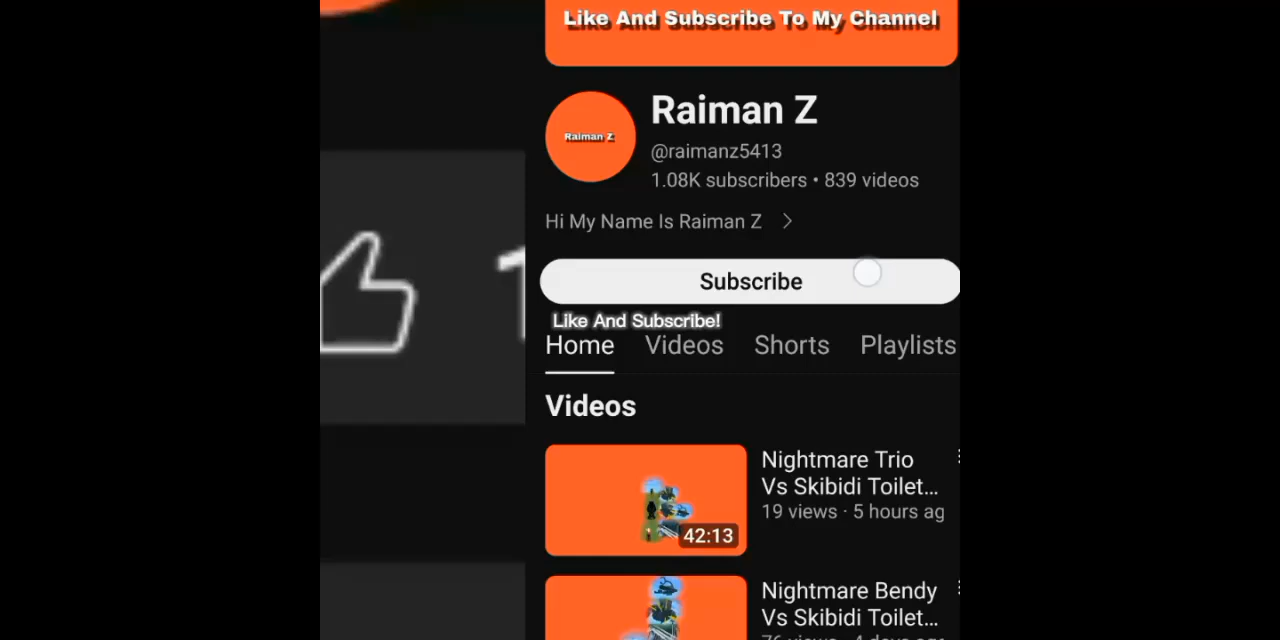 Like And Subscribe To My Channel
Raiman Z
Raiman Z
@raimanz5413
1.08K subscribers • 839 videos
Hi My Name Is Raiman Z
Subscribe
Like And Subscribe!
Home Videos Shorts Playlists
Videos
Nightmare Trio
Vs Skibidi Toilet...
19 views · 5 hours ag
42:13
Nightmare Bendy
Vs Skibidi Toilet...